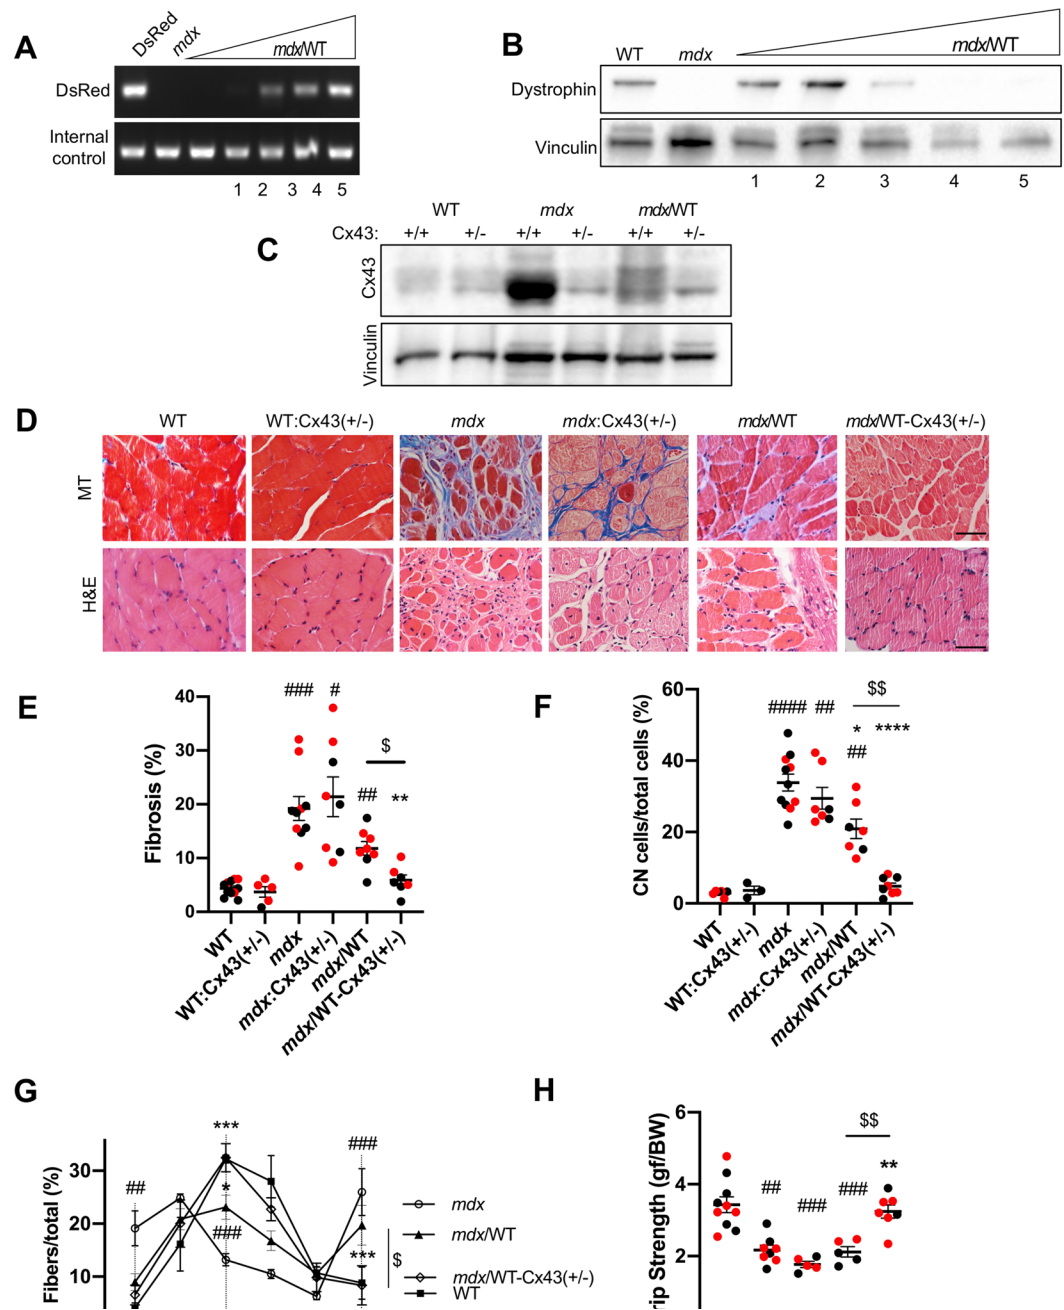 A
DsRed
mdx
mdx/WT
DsRed
Internal
control
1 2 3 4 5
B
WT
mdx
mdx/WT
Dystrophin
Vinculin
1 2 3 4 5
C
WT mdx mdx/WT
Cx43: +/+ +/- +/+ +/- +/+ +/-
Cx43
Vinculin
D
WT WT:Cx43(+/-) mdx mdx:Cx43(+/-) mdx/WT mdx/WT-Cx43(+/-)
MT
H&E
E
Fibrosis (%)
40
30
20
10
0
### # $
## **
WT
WT:Cx43(+/-)
mdx
mdx:Cx43(+/-)
mdx/WT
mdx/WT-Cx43(+/-)
F
CN cells/total cells (%)
60
40
20
0
$$
#### ## * ****
##
WT
WT:Cx43(+/-)
mdx
mdx:Cx43(+/-)
mdx/WT
mdx/WT-Cx43(+/-)
G
Fibers/total (%)
30
20
10
##
***
*
###
###
***
mdx
mdx/WT
$
mdx/WT-Cx43(+/-)
WT
H
rip Strength (gf/BW)
6
4
2
$$
## ### ### **